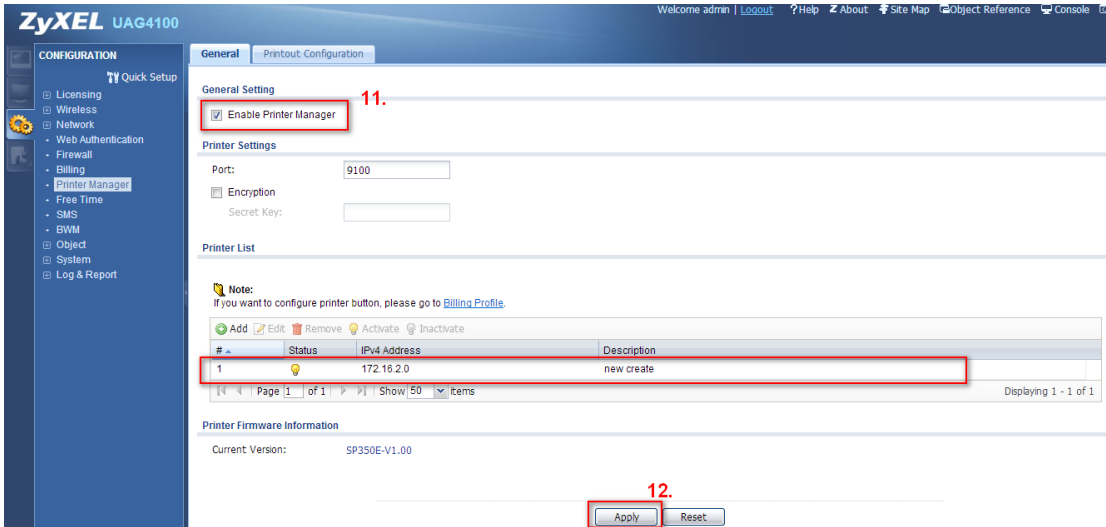 ZyXEL UAG4100
Welcome admin | Logout ?Help Z About Site Map Object Reference Console
CONFIGURATION
Quick Setup
Licensing
Wireless
Network
Web Authentication
Firewall
Billing
Printer Manager
Free Time
SMS
BWM
Object
System
Log & Report
General Printout Configuration
General Setting
11.
Enable Printer Manager
Printer Settings
Port: 9100
Encryption
Secret Key:
Printer List
Note:
If you want to configure printer button, please go to Billing Profile.
Add Edit Remove Activate Inactivate
# Status IPv4 Address Description
1 172.16.2.0 new create
Page 1 of 1 Show 50 items Displaying 1 - 1 of 1
Printer Firmware Information
Current Version: SP350E-V1.00
12.
Apply Reset